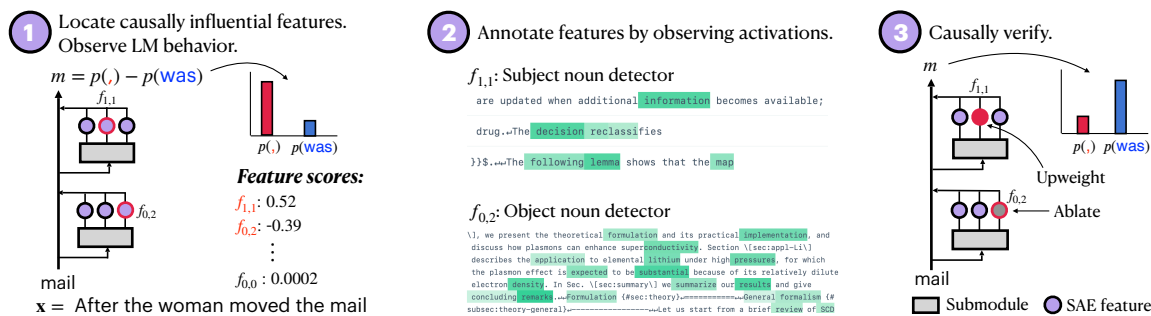 1
Locate causally influential features.
Observe LM behavior.
m = p(,) − p(was)
f1,1
p(,) p(was)
f0,2
Feature scores:
f1,1: 0.52
f0,2: -0.39
⋮
f0,0: 0.0002
mail
x = After the woman moved the mail
2
Annotate features by observing activations.
f1,1: Subject noun detector
are updated when additional information becomes available;
drug.↵The decision reclassifies
}}$.↵↵The following lemma shows that the map
f0,2: Object noun detector
\], we present the theoretical formulation and its practical implementation, and
discuss how plasmons can enhance superconductivity. Section \[sec:appl-Li\]
describes the application to elemental lithium under high pressures, for which
the plasmon effect is expected to be substantial because of its relatively dilute
electron density. In Sec. \[sec:summary\] we summarize our results and give
concluding remarks.↵↵Formulation {#sec:theory}↵===========↵↵General formalism {#
subsec:theory-general}↵-----------------↵↵Let us start from a brief review of SCD
3
Causally verify.
m
f1,1
p(,) p(was)
Upweight
f0,2
Ablate
mail
Submodule
SAE feature